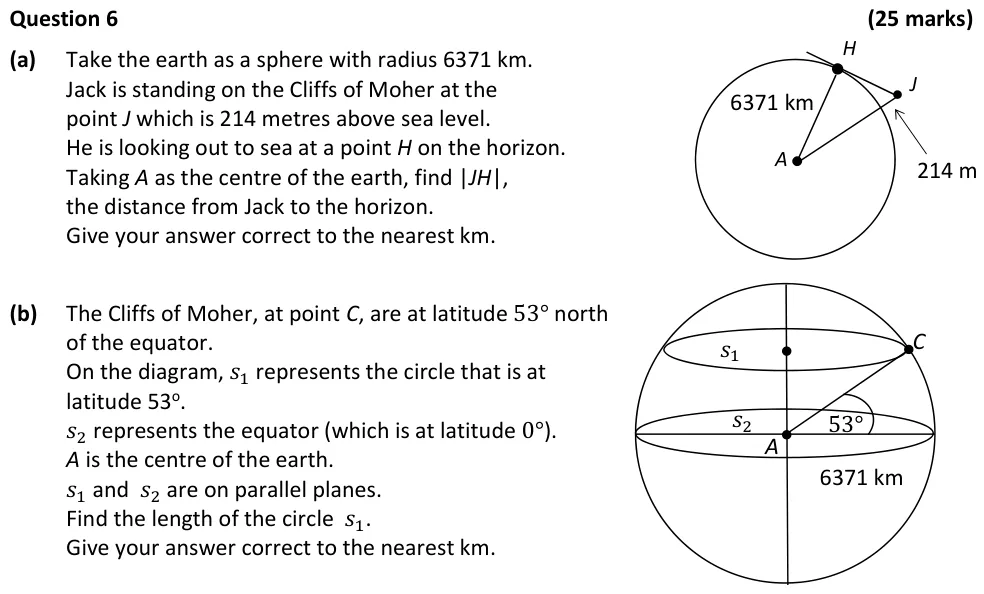 Question 6
(25 marks)
(a) Take the earth as a sphere with radius 6371 km.
Jack is standing on the Cliffs of Moher at the
point J which is 214 metres above sea level.
He is looking out to sea at a point H on the horizon.
Taking A as the centre of the earth, find |JH|,
the distance from Jack to the horizon.
Give your answer correct to the nearest km.
H
J
6371 km
A
214 m
(b) The Cliffs of Moher, at point C, are at latitude 53° north
of the equator.
On the diagram, s₁ represents the circle that is at
latitude 53°.
s₂ represents the equator (which is at latitude 0°).
A is the centre of the earth.
s₁ and s₂ are on parallel planes.
Find the length of the circle s₁.
Give your answer correct to the nearest km.
s₁
C
s₂
53°
A
6371 km